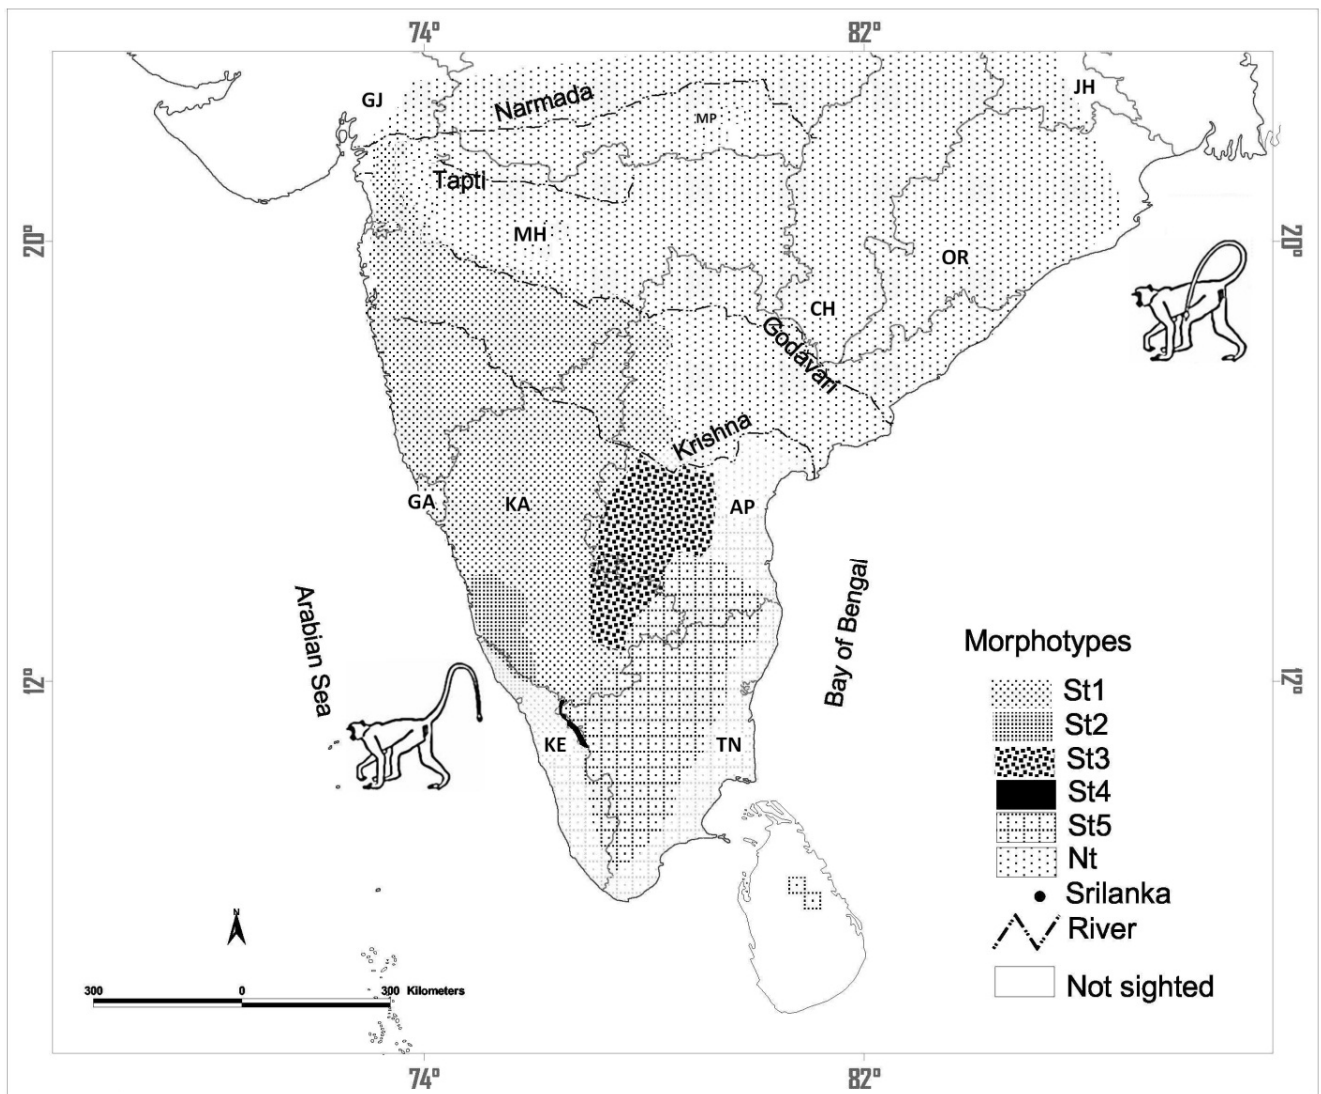 74° 82°
GJ
JH
Narmada
MP
Tapti
MH
20° 20°
OR
CH
Godavari
Krishna
GA
KA
AP
Arabian Sea
Bay of Bengal
Morphotypes
St1
St2
St3
St4
St5
Nt
Srilanka
River
Not sighted
12° 12°
KE
TN
N
300 0 300 Kilometers
74° 82°